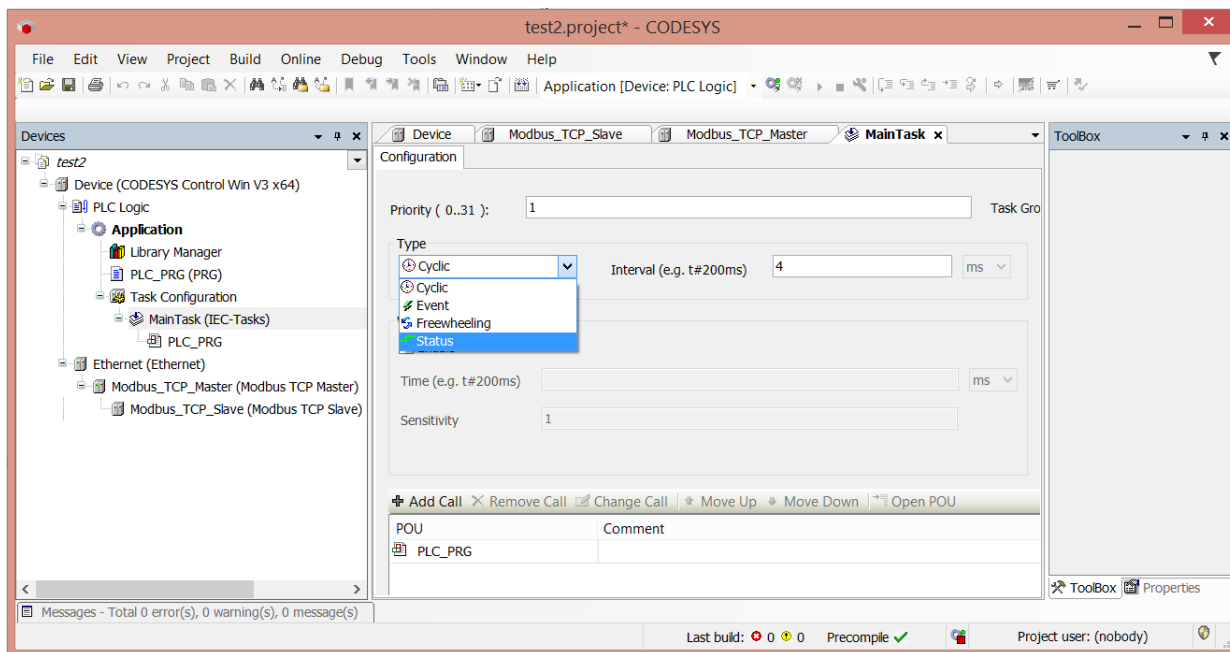 test2.project* - CODESYS
File Edit View Project Build Online Debug Tools Window Help
Application [Device: PLC Logic]
Devices
Device Modbus_TCP_Slave Modbus_TCP_Master MainTask
ToolBox
test2
Device (CODESYS Control Win V3 x64)
PLC Logic
Application
Library Manager
PLC_PRG (PRG)
Task Configuration
MainTask (IEC-Tasks)
PLC_PRG
Ethernet (Ethernet)
Modbus_TCP_Master (Modbus TCP Master)
Modbus_TCP_Slave (Modbus TCP Slave)
Configuration
Priority ( 0..31 ): 1 Task Gro
Type
Cyclic Interval (e.g. t#200ms) 4 ms
Cyclic
Event
Freewheeling
Status
Time (e.g. t#200ms) ms
Sensitivity 1
Add Call Remove Call Change Call Move Up Move Down Open POU
POU Comment
PLC_PRG
ToolBox Properties
Messages - Total 0 error(s), 0 warning(s), 0 message(s)
Last build: 0 0 Precompile Project user: (nobody)